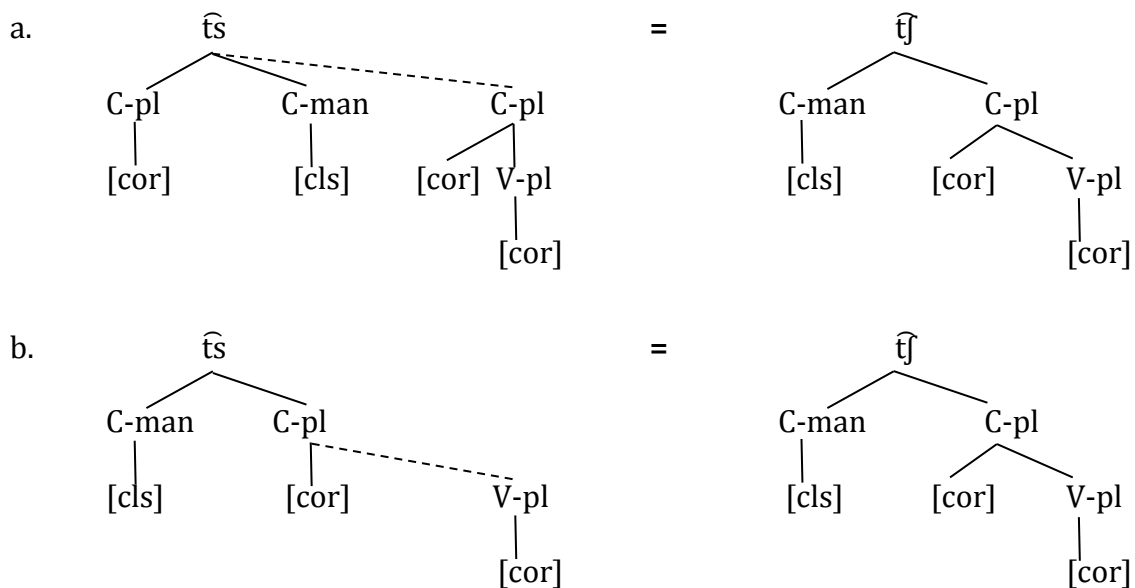 a. t͡s = t͡ʃ
C-pl C-man C-pl C-man C-pl
[cor] [cls] [cor] V-pl [cls] [cor] V-pl
[cor] [cor]
b. t͡s = t͡ʃ
C-man C-pl C-man C-pl
[cls] [cor] V-pl [cls] [cor] V-pl
[cor] [cor]